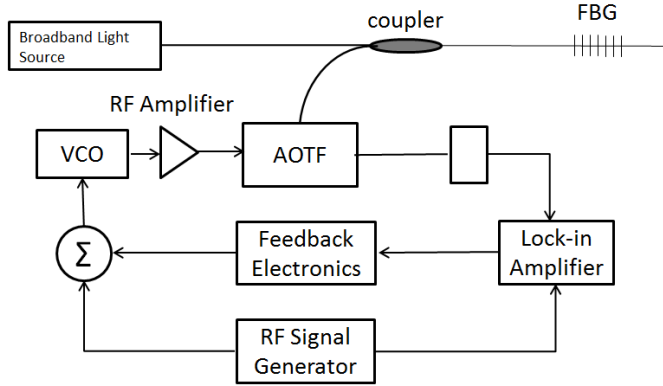 coupler
FBG
Broadband Light
Source
RF Amplifier
VCO
AOTF
Σ
Feedback
Electronics
Lock-in
Amplifier
RF Signal
Generator